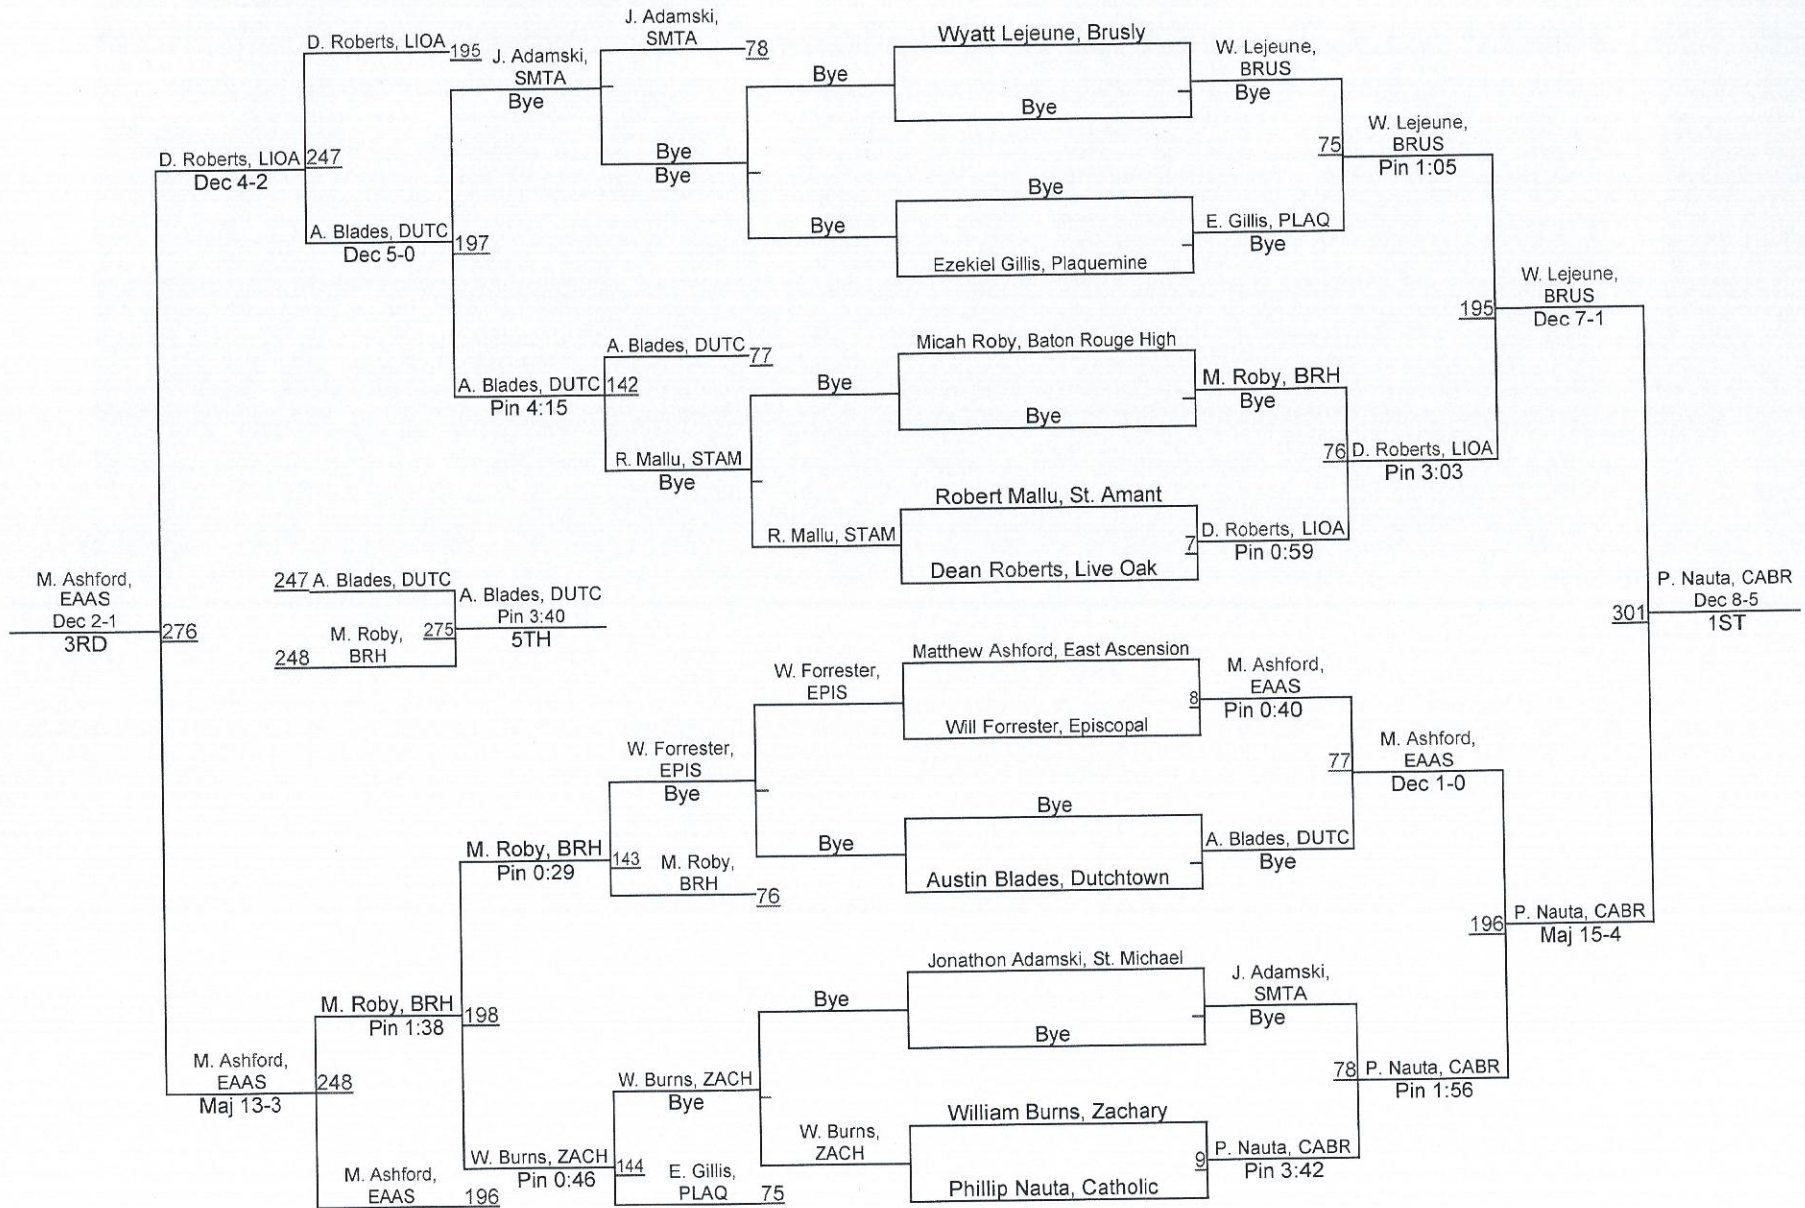 J. Adamski,
SMTA
78
D. Roberts, LIOA
195
J. Adamski,
SMTA
Bye
Bye
Wyatt Lejeune, Brusly
Bye
W. Lejeune,
BRUS
Bye
D. Roberts, LIOA
247
Dec 4-2
Bye
Bye
75
W. Lejeune,
BRUS
Pin 1:05
A. Blades, DUTC
Dec 5-0
197
Bye
Bye
Ezekiel Gillis, Plaquemine
E. Gillis, PLAQ
Bye
195
W. Lejeune,
BRUS
Dec 7-1
A. Blades, DUTC
77
A. Blades, DUTC
142
Pin 4:15
Bye
Micah Roby, Baton Rouge High
Bye
M. Roby, BRH
Bye
R. Mallu, STAM
Bye
76
D. Roberts, LIOA
Pin 3:03
R. Mallu, STAM
Robert Mallu, St. Amant
7
Dean Roberts, Live Oak
D. Roberts, LIOA
Pin 0:59
M. Ashford,
EAAS
Dec 2-1
3RD
276
247
A. Blades, DUTC
M. Roby,
BRH
248
275
A. Blades, DUTC
Pin 3:40
5TH
301
P. Nauta, CABR
Dec 8-5
1ST
W. Forrester,
EPIS
Matthew Ashford, East Ascension
8
Will Forrester, Episcopal
M. Ashford,
EAAS
Pin 0:40
W. Forrester,
EPIS
Bye
77
M. Ashford,
EAAS
Dec 1-0
M. Roby, BRH
Pin 0:29
143
M. Roby,
BRH
76
Bye
Bye
Austin Blades, Dutchtown
A. Blades, DUTC
Bye
196
P. Nauta, CABR
Maj 15-4
M. Roby, BRH
Pin 1:38
198
Bye
Jonathon Adamski, St. Michael
Bye
J. Adamski,
SMTA
Bye
M. Ashford,
EAAS
Maj 13-3
248
W. Burns, ZACH
Bye
78
P. Nauta, CABR
Pin 1:56
W. Burns,
ZACH
William Burns, Zachary
9
Phillip Nauta, Catholic
P. Nauta, CABR
Pin 3:42
M. Ashford,
EAAS
196
W. Burns, ZACH
Pin 0:46
144
E. Gillis,
PLAQ
75